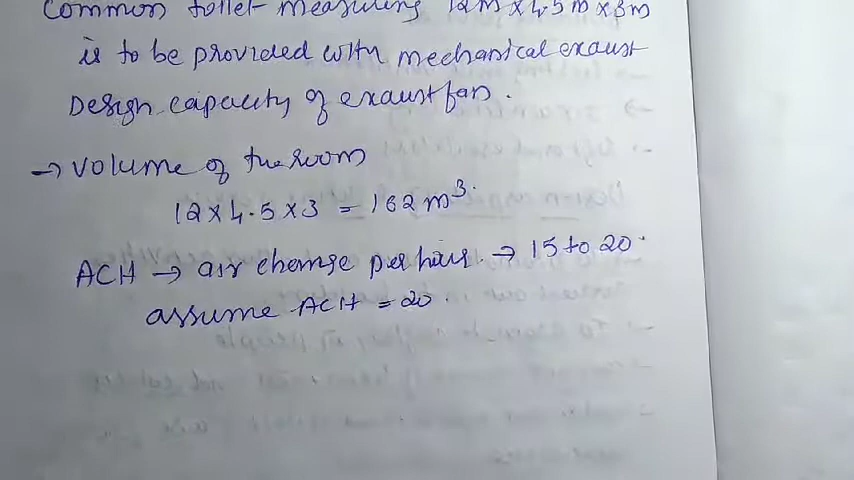 Common toilet measuring 12m x 4.5m x 3m
is to be provided with mechanical exaust
Design capacity of exaust fan.
→ volume of the room
12 x 4.5 x 3 = 162 m³.
ACH → air change per hour. → 15 to 20.
assume ACH = 20.